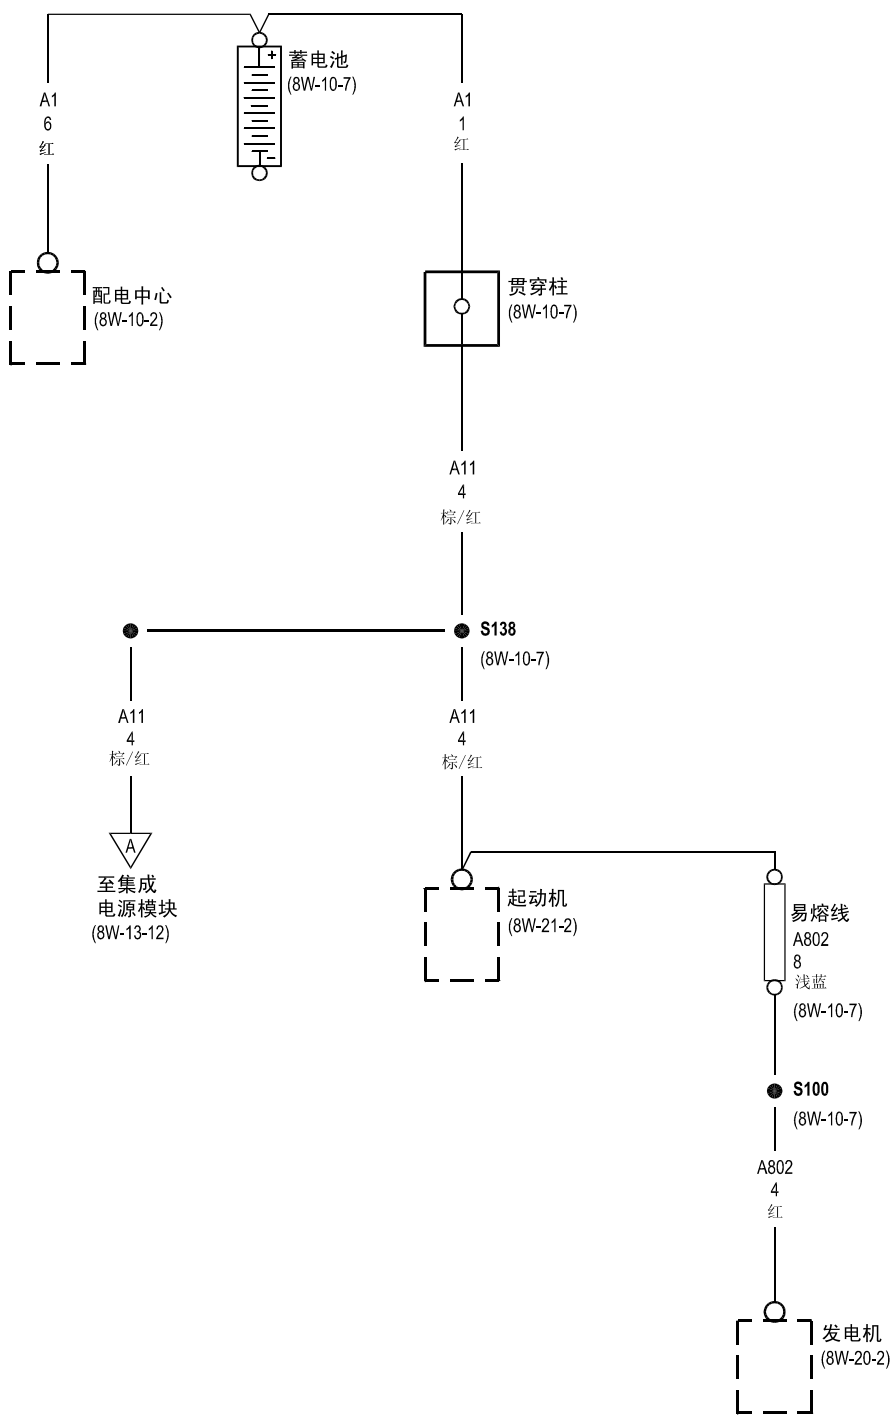 +
-
蓄电池
(8W-10-7)
A1
6
红
A1
1
红
配电中心
(8W-10-2)
贯穿柱
(8W-10-7)
A11
4
棕/红
S138
(8W-10-7)
A11
4
棕/红
A11
4
棕/红
A
至集成
电源模块
(8W-13-12)
起动机
(8W-21-2)
易熔线
A802
8
浅蓝
(8W-10-7)
S100
(8W-10-7)
A802
4
红
发电机
(8W-20-2)